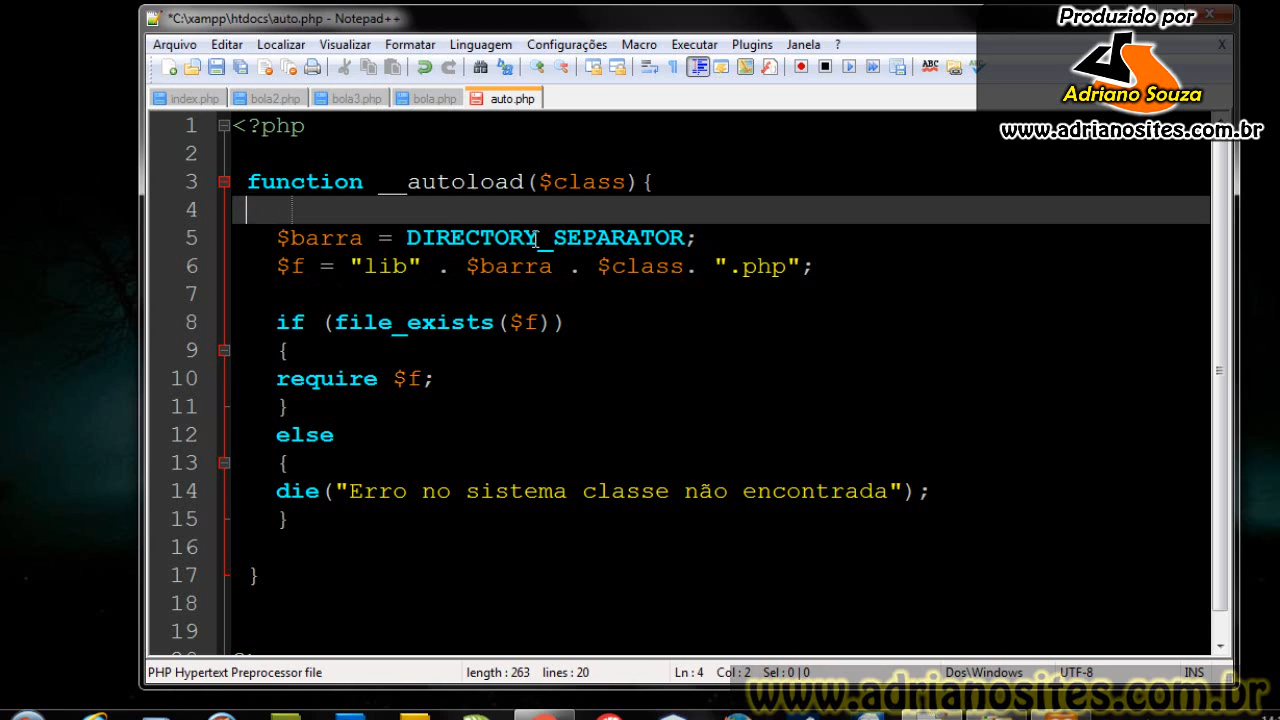 *C:\xampp\htdocs\auto.php - Notepad++
Produzido por
Adriano Souza
www.adrianosites.com.br
Arquivo Editar Localizar Visualizar Formatar Linguagem Configurações Macro Executar Plugins Janela ? X
ABC
index.php bola2.php bola3.php bola.php auto.php
1 <?php
2
3 function __autoload($class){
4
5 $barra = DIRECTORY_SEPARATOR;
6 $f = "lib" . $barra . $class. ".php";
7
8 if (file_exists($f))
9 {
10 require $f;
11 }
12 else
13 {
14 die("Erro no sistema classe não encontrada");
15 }
16
17 }
18
19
PHP Hypertext Preprocessor file length : 263 lines : 20 Ln : 4 Col : 2 Sel : 0 | 0 Dos\Windows UTF-8 INS
www.adrianosites.com.br